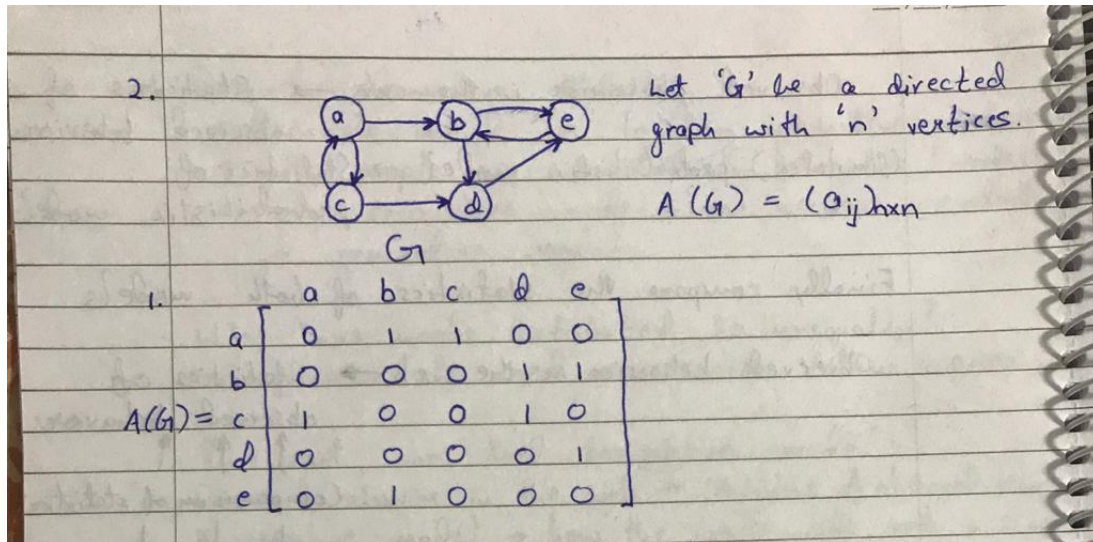 2.
a b e
c d
G
Let 'G' be a directed
graph with 'n' vertices.
A (G) = (aij)n×n
1.
a b c d e
a 0 1 1 0 0
b 0 0 0 1 1
A(G) = c 1 0 0 1 0
d 0 0 0 0 1
e 0 1 0 0 0